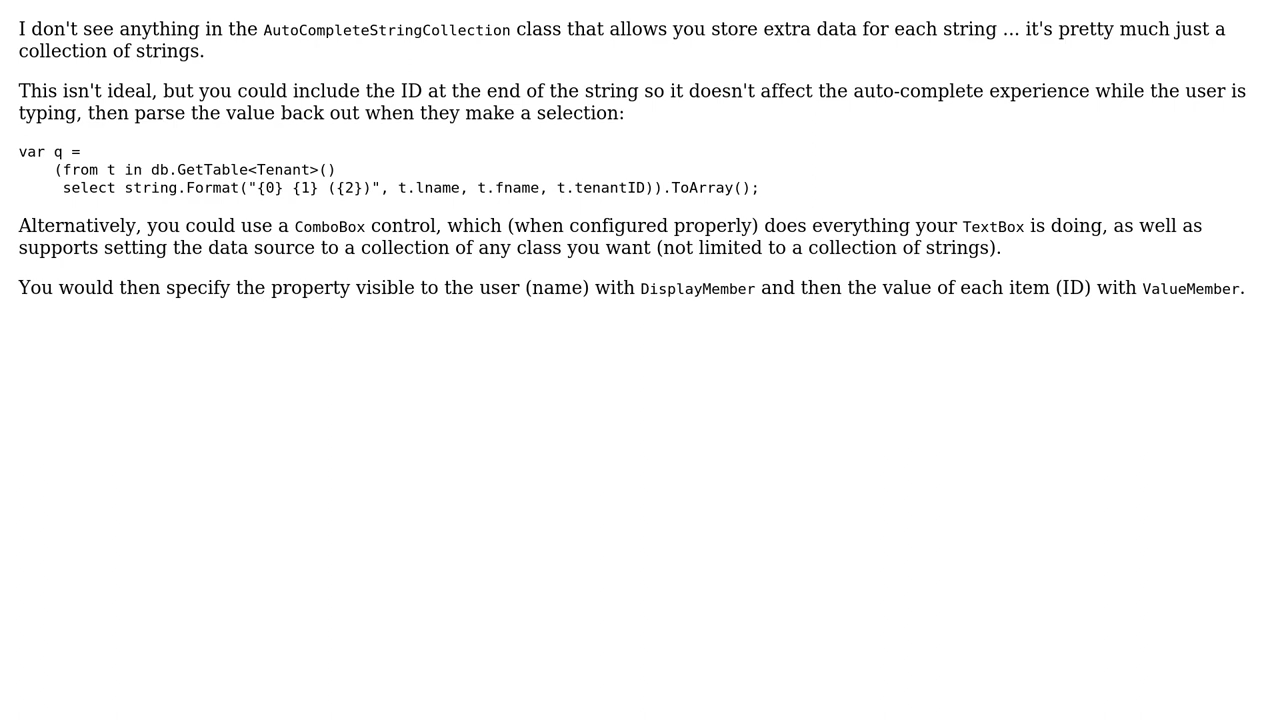 I don't see anything in the AutoCompleteStringCollection class that allows you store extra data for each string ... it's pretty much just a
collection of strings.
This isn't ideal, but you could include the ID at the end of the string so it doesn't affect the auto-complete experience while the user is
typing, then parse the value back out when they make a selection:
var q =
    (from t in db.GetTable<Tenant>()
     select string.Format("{0} {1} ({2})", t.lname, t.fname, t.tenantID)).ToArray();
Alternatively, you could use a ComboBox control, which (when configured properly) does everything your TextBox is doing, as well as
supports setting the data source to a collection of any class you want (not limited to a collection of strings).
You would then specify the property visible to the user (name) with DisplayMember and then the value of each item (ID) with ValueMember.